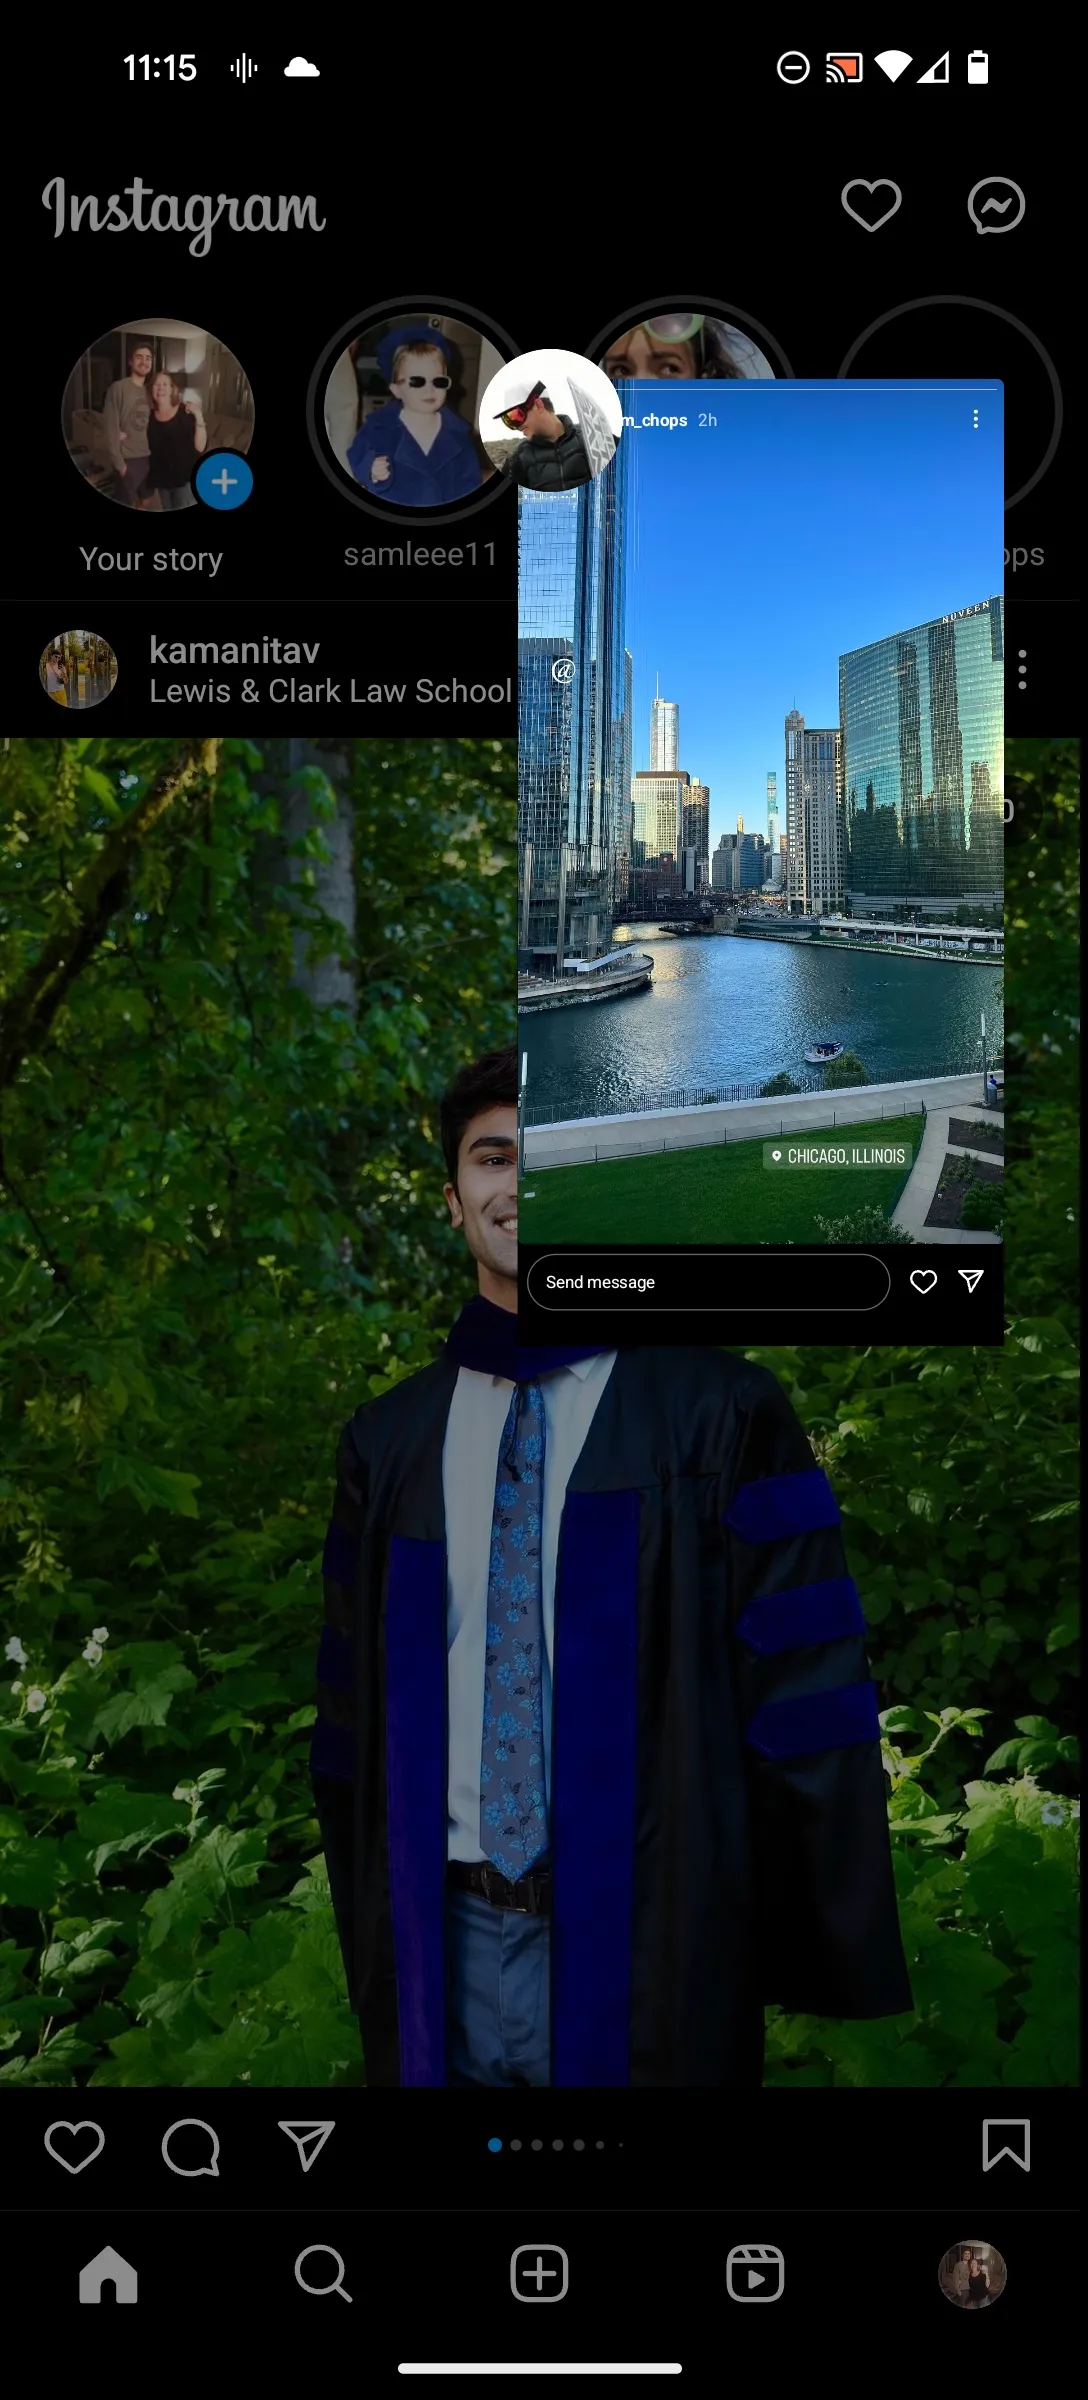 11:15
Instagram
m_chops 2h
Your story
samleee11
ops
kamanitav
Lewis & Clark Law School
NUVEEN
@
CHICAGO, ILLINOIS
Send message